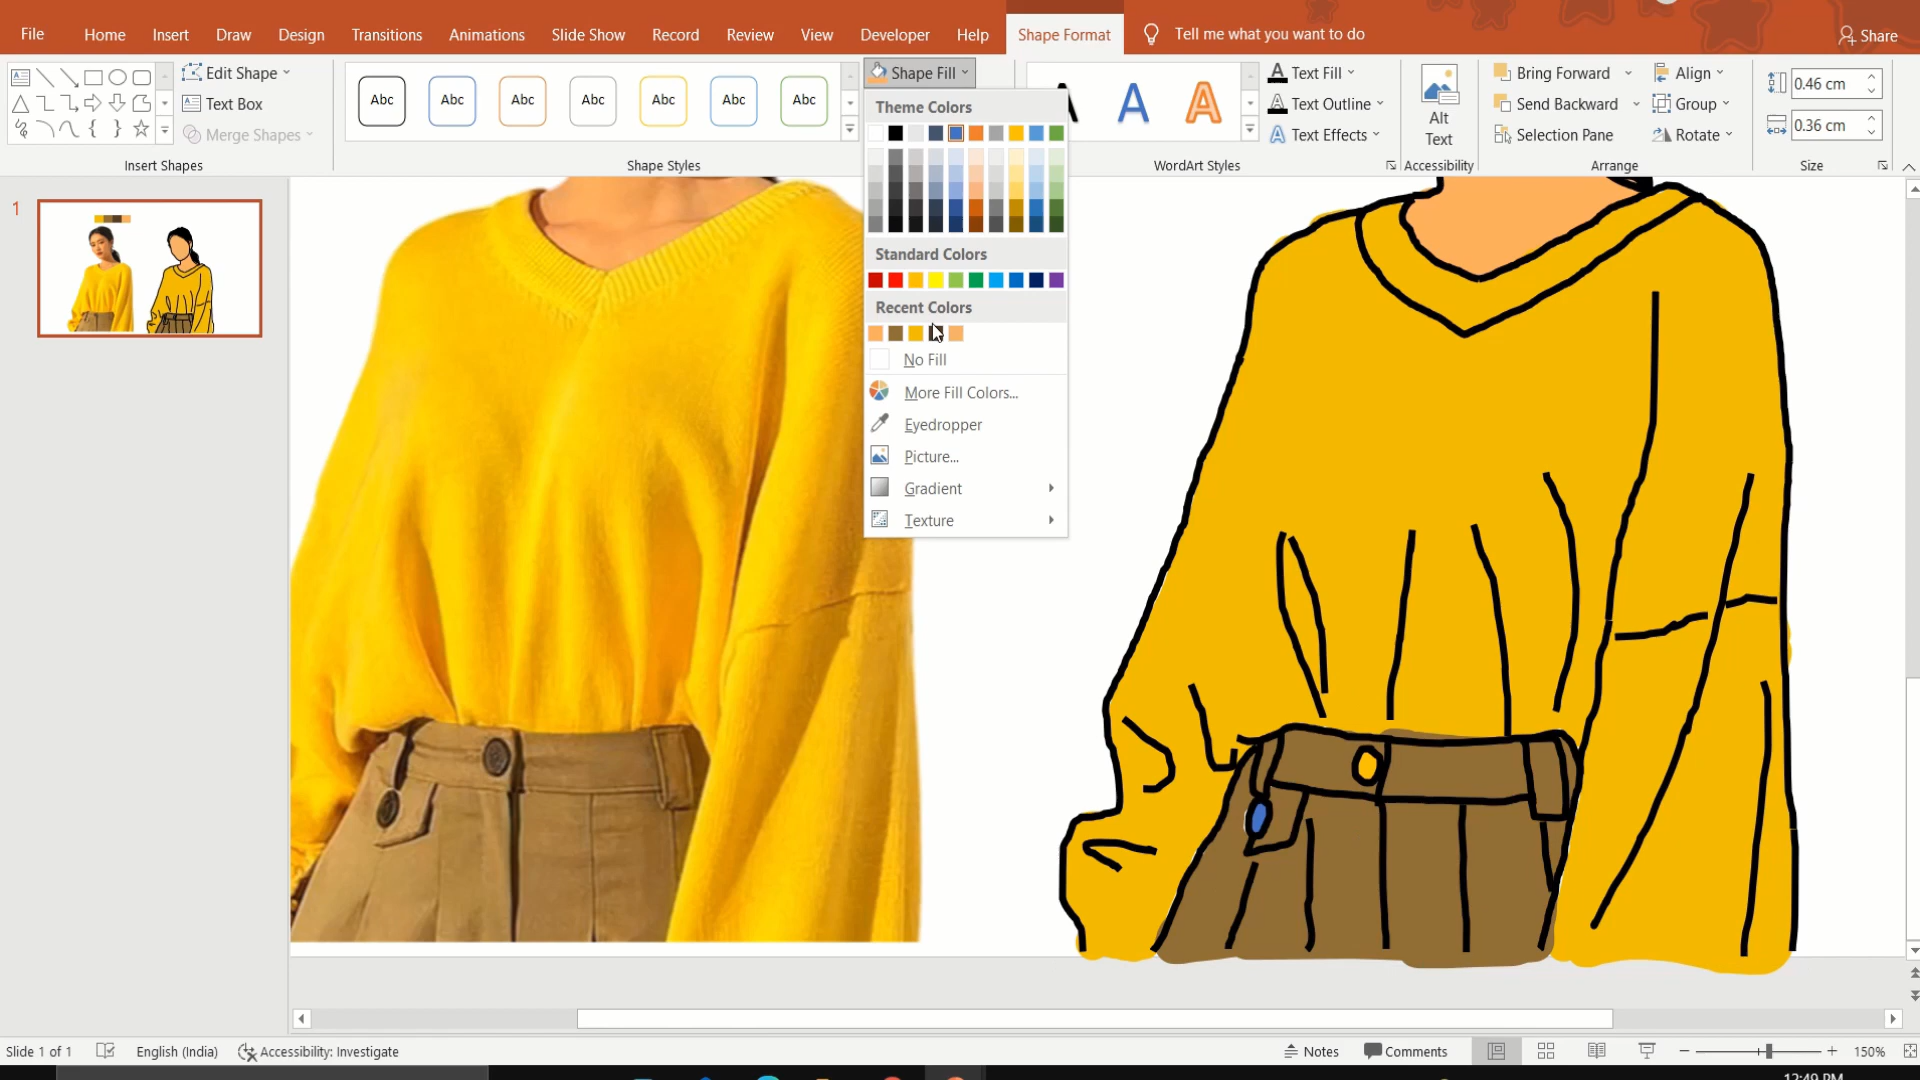 File Home Insert Draw Design Transitions Animations Slide Show Record Review View Developer Help Shape Format Tell me what you want to do Share
Edit Shape
Text Box
Merge Shapes
Insert Shapes
Abc Abc Abc Abc Abc Abc Abc
Shape Styles
Shape Fill
Theme Colors
Standard Colors
Recent Colors
No Fill
More Fill Colors...
Eyedropper
Picture...
Gradient
Texture
A A A
WordArt Styles
Text Fill
Text Outline
Text Effects
Alt
Text
Accessibility
Bring Forward
Send Backward
Selection Pane
Align
Group
Rotate
Arrange
0.46 cm
0.36 cm
Size
1
Slide 1 of 1 English (India) Accessibility: Investigate Notes Comments 150%
12:49 PM